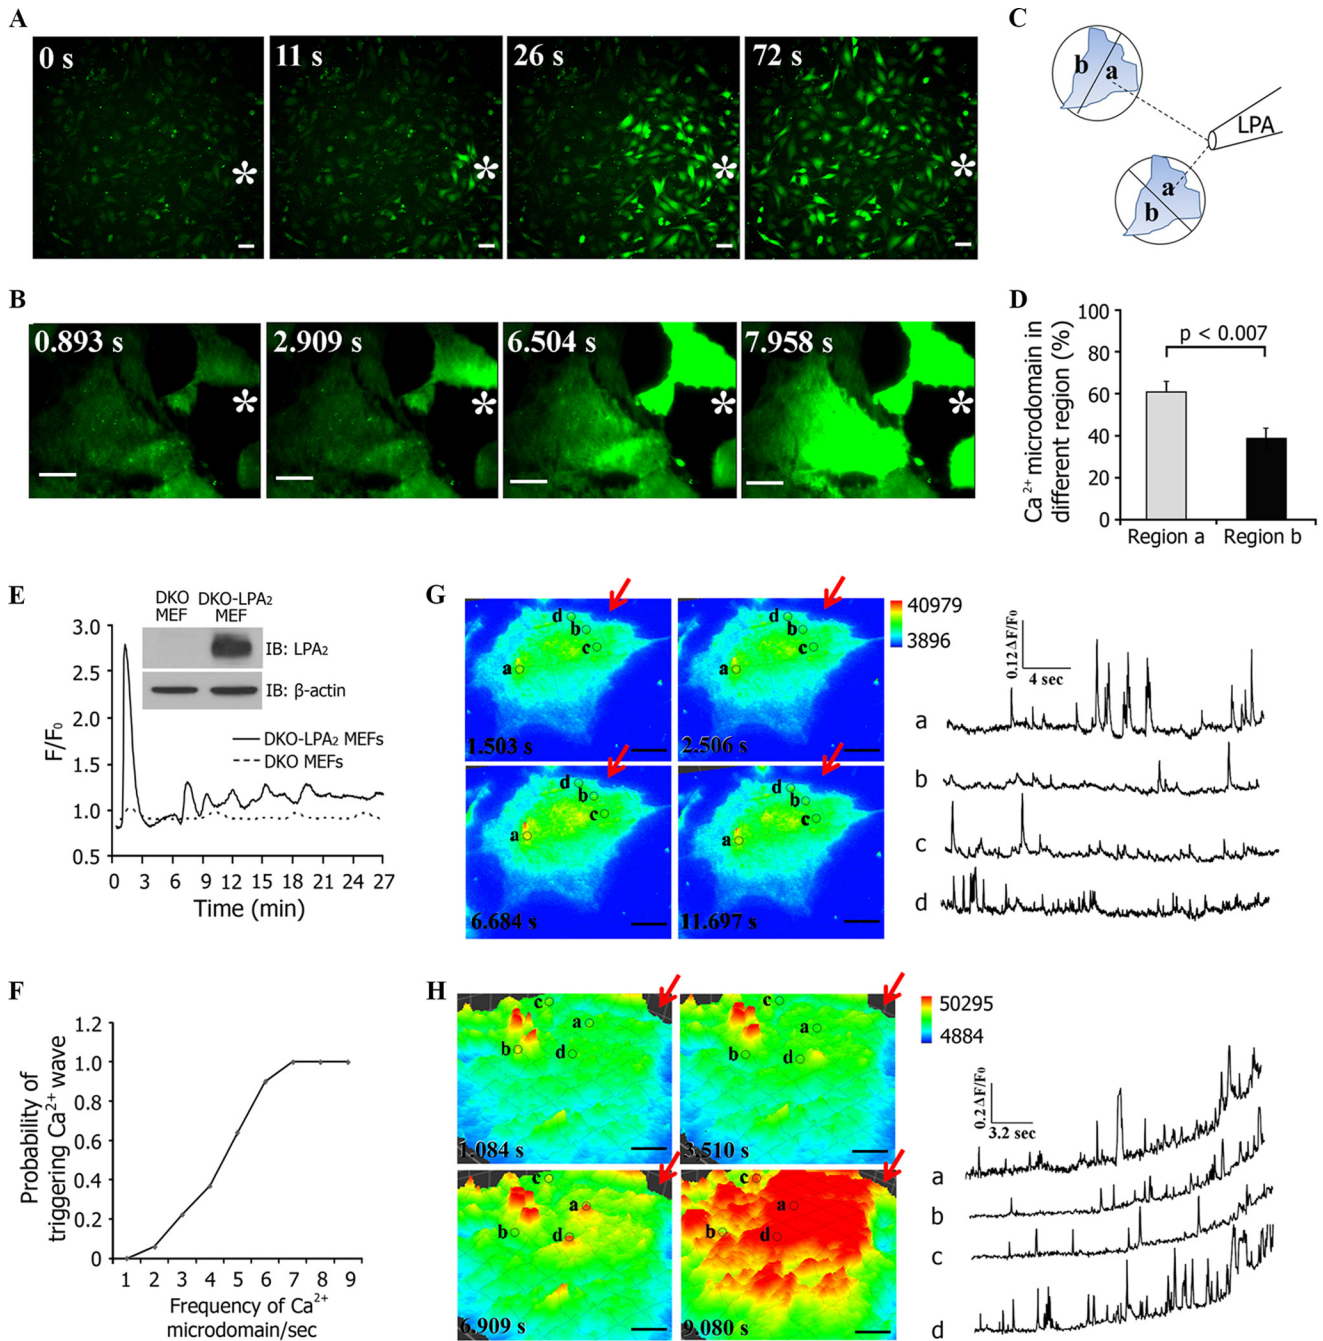 A
0 s
11 s
26 s
72 s
*
*
*
*
B
0.893 s
2.909 s
6.504 s
7.958 s
*
*
*
*
C
b
a
a
b
LPA
D
Ca 2+ microdomain in
different region (%)
100
80
60
40
20
0
p < 0.007
Region a
Region b
E
DKO
MEF
DKO-LPA2
MEF
IB: LPA2
IB: β-actin
DKO-LPA2 MEFs
DKO MEFs
F/F0
3.0
2.5
2.0
1.5
1.0
0.5
0 3 6 9 12 15 18 21 24 27
Time (min)
F
Probability of
triggering Ca2+ wave
1.2
1.0
0.8
0.6
0.4
0.2
0
1 2 3 4 5 6 7 8 9
Frequency of Ca2+
microdomain/sec
G
d
b
c
a
1.503 s
d
b
c
a
2.506 s
d
b
c
a
6.684 s
d
b
c
a
11.697 s
40979
3896
0.12 ΔF/F0
4 sec
a
b
c
d
H
c
a
b
d
1.084 s
c
a
b
d
3.510 s
c
a
b
d
6.909 s
c
a
b
d
9.080 s
50295
4884
0.2 ΔF/F0
3.2 sec
a
b
c
d